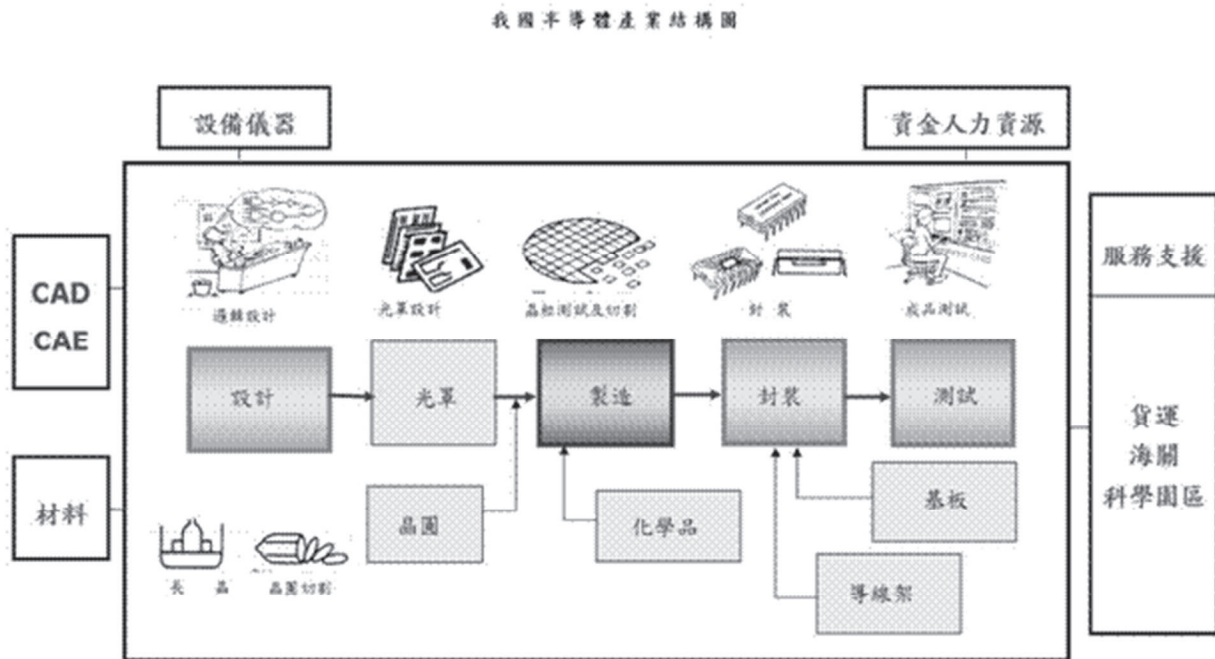 我國半導體產業結構圖
設備儀器
資金人力資源
CAD
CAE
材料
服務支援
貨運
海關
科學園區
邏輯設計
光罩設計
晶粒測試及切割
封裝
成品測試
設計
光罩
製造
封裝
測試
晶圓
化學品
基板
導線架
長晶
晶圓切割